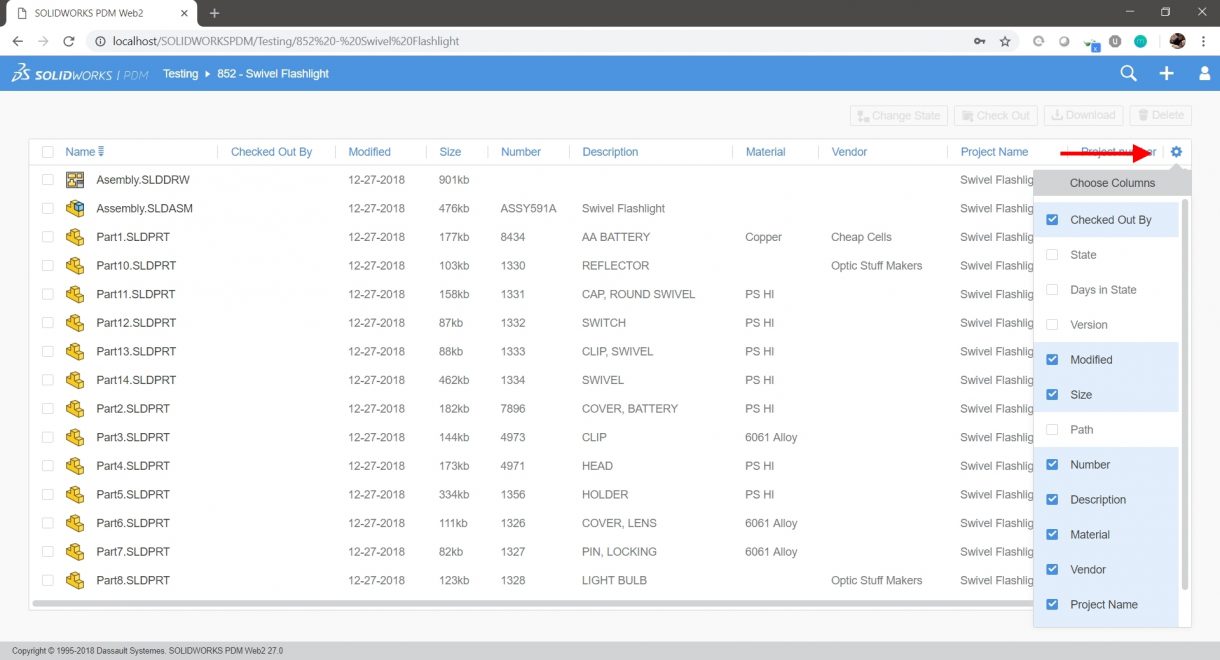 SOLIDWORKS PDM Web2
localhost/SOLIDWORKSPDM/Testing/852%20-%20Swivel%20Flashlight
SOLIDWORKS | PDM Testing 852 - Swivel Flashlight
Change State Check Out Download Delete
Name Checked Out By Modified Size Number Description Material Vendor Project Name Project number
Asembly.SLDDRW 12-27-2018 901kb Swivel Flashlig
Choose Columns
Assembly.SLDASM 12-27-2018 476kb ASSY591A Swivel Flashlight Swivel Flashlig
Checked Out By
Part1.SLDPRT 12-27-2018 177kb 8434 AA BATTERY Copper Cheap Cells Swivel Flashlig
State
Part10.SLDPRT 12-27-2018 103kb 1330 REFLECTOR Optic Stuff Makers Swivel Flashlig
Days in State
Part11.SLDPRT 12-27-2018 158kb 1331 CAP, ROUND SWIVEL PS HI Swivel Flashlig
Part12.SLDPRT 12-27-2018 87kb 1332 SWITCH PS HI Swivel Flashlig
Version
Part13.SLDPRT 12-27-2018 88kb 1333 CLIP, SWIVEL PS HI Swivel Flashlig
Modified
Part14.SLDPRT 12-27-2018 462kb 1334 SWIVEL PS HI Swivel Flashlig
Size
Part2.SLDPRT 12-27-2018 182kb 7896 COVER, BATTERY PS HI Swivel Flashlig
Path
Part3.SLDPRT 12-27-2018 144kb 4973 CLIP 6061 Alloy Swivel Flashlig
Part4.SLDPRT 12-27-2018 173kb 4971 HEAD PS HI Swivel Flashlig
Number
Part5.SLDPRT 12-27-2018 334kb 1356 HOLDER PS HI Swivel Flashlig
Description
Part6.SLDPRT 12-27-2018 111kb 1326 COVER, LENS 6061 Alloy Swivel Flashlig
Material
Part7.SLDPRT 12-27-2018 82kb 1327 PIN, LOCKING 6061 Alloy Swivel Flashlig
Vendor
Part8.SLDPRT 12-27-2018 123kb 1328 LIGHT BULB Optic Stuff Makers Swivel Flashlig
Project Name
Copyright © 1995-2018 Dassault Systemes. SOLIDWORKS PDM Web2 27.0